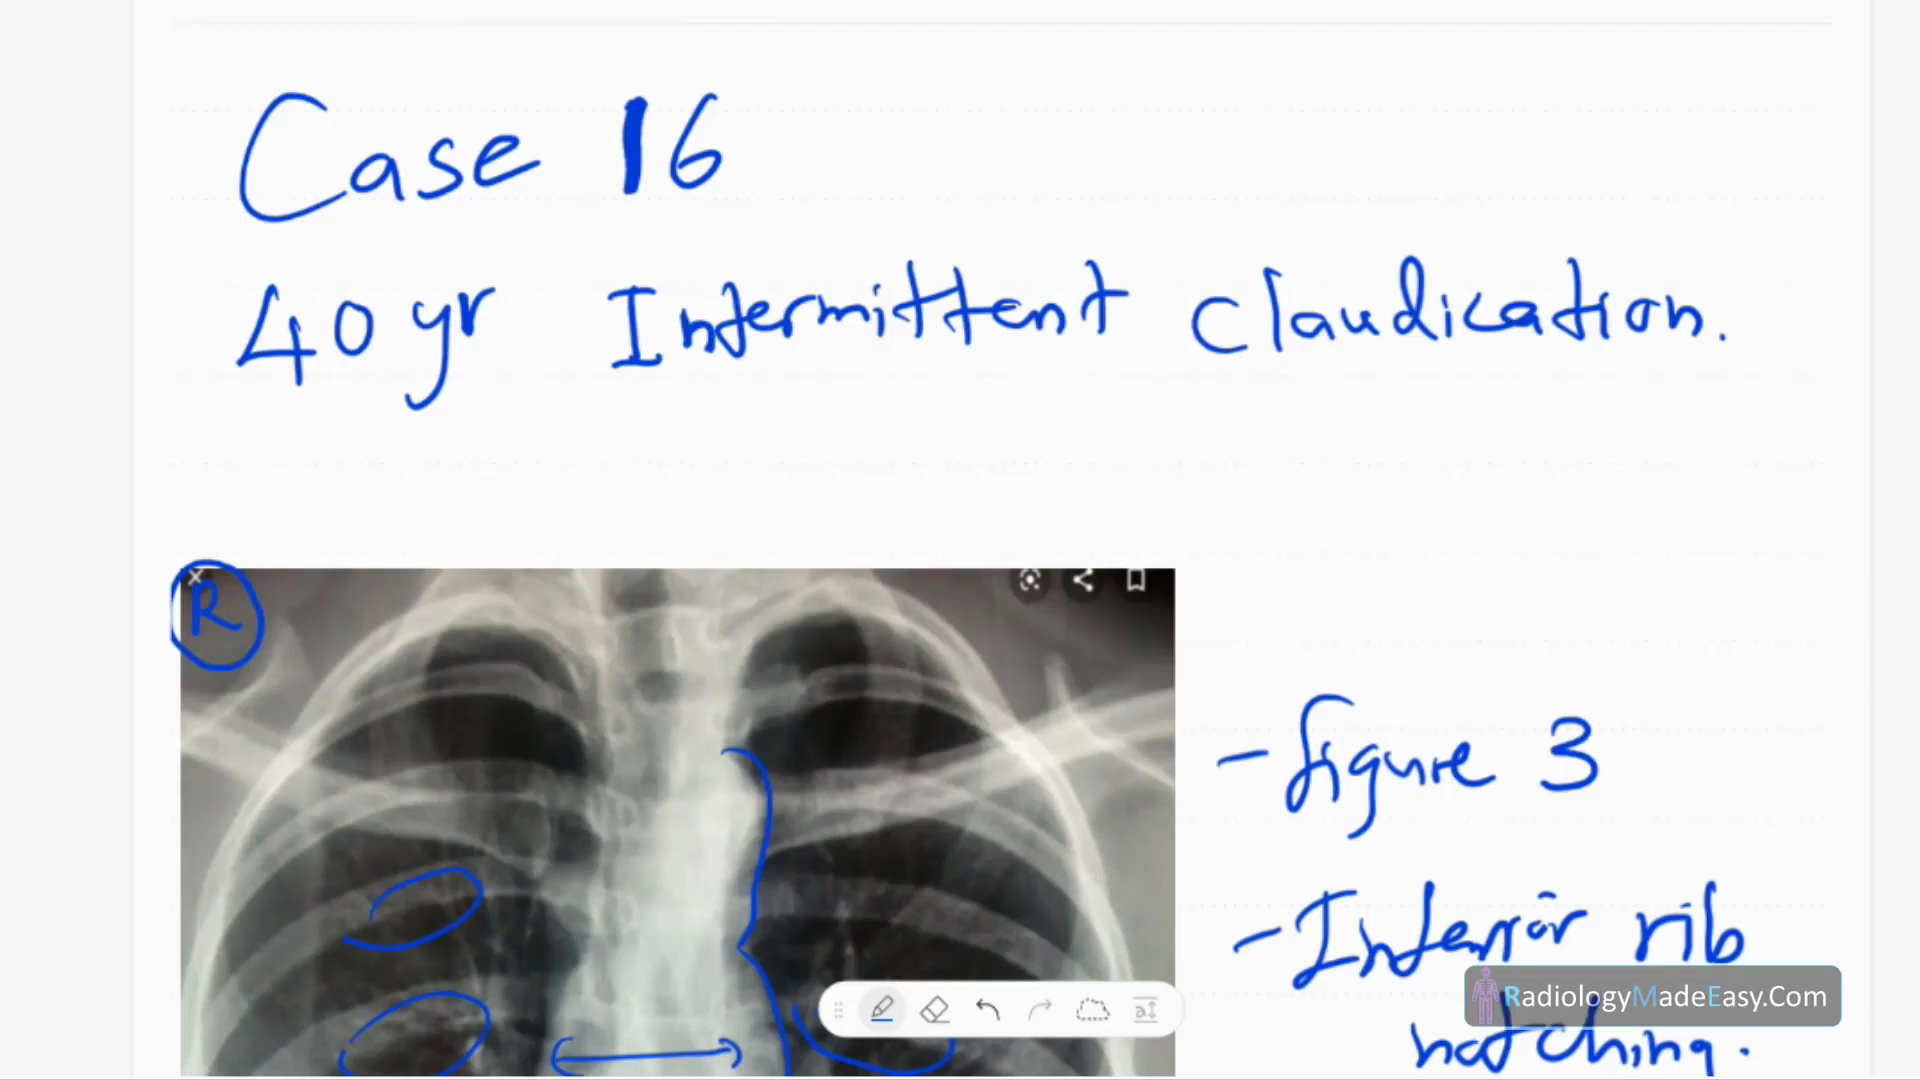 Case 16
40 yr Intermittent Claudication.
R
- figure 3
- Inferior rib
notching.
RadiologyMadeEasy.Com